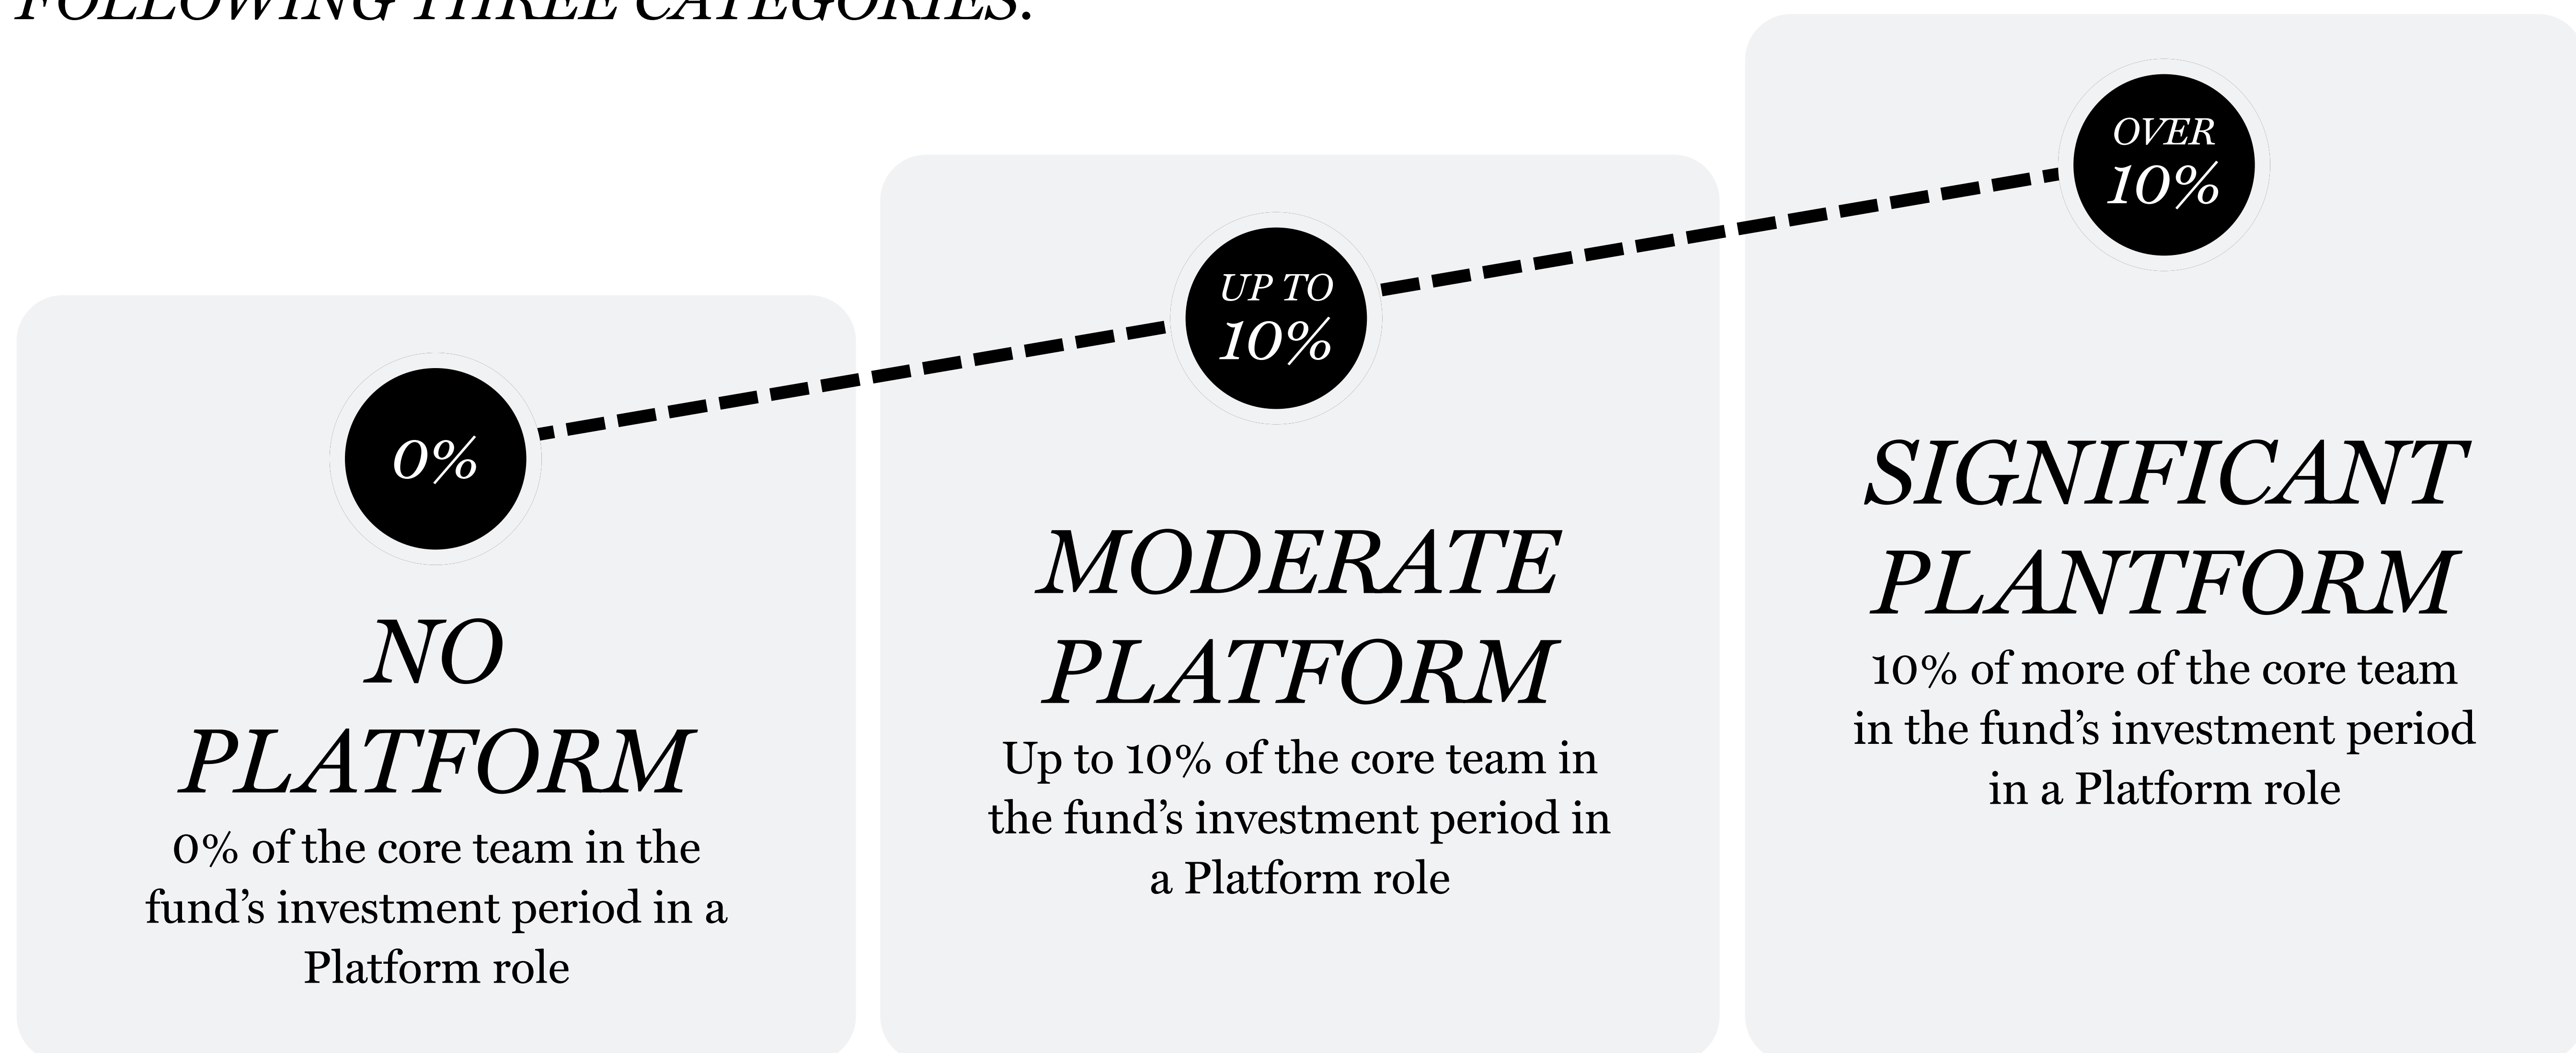 FOLLOWING THREE CATEGORIES:
0%
NO
PLATFORM
0% of the core team in the
fund’s investment period in a
Platform role
UP TO
10%
MODERATE
PLATFORM
Up to 10% of the core team in
the fund’s investment period in
a Platform role
OVER
10%
SIGNIFICANT
PLANTFORM
10% of more of the core team
in the fund’s investment period
in a Platform role